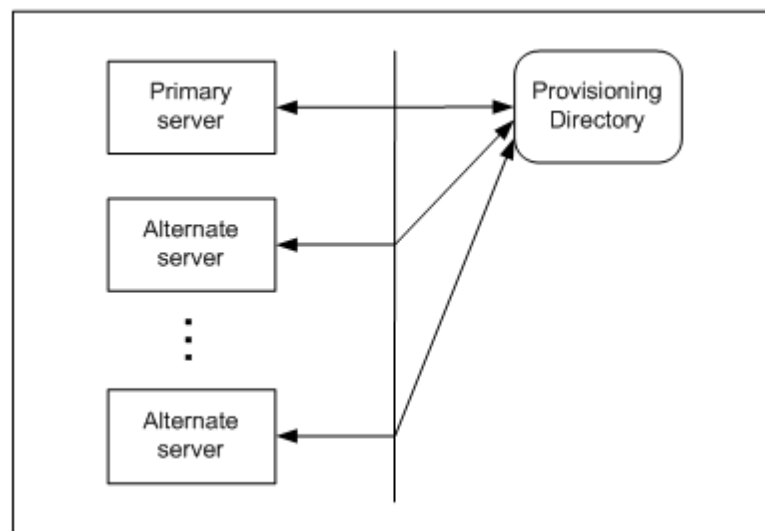 Primary
server
Provisioning
Directory
Alternate
server
Alternate
server